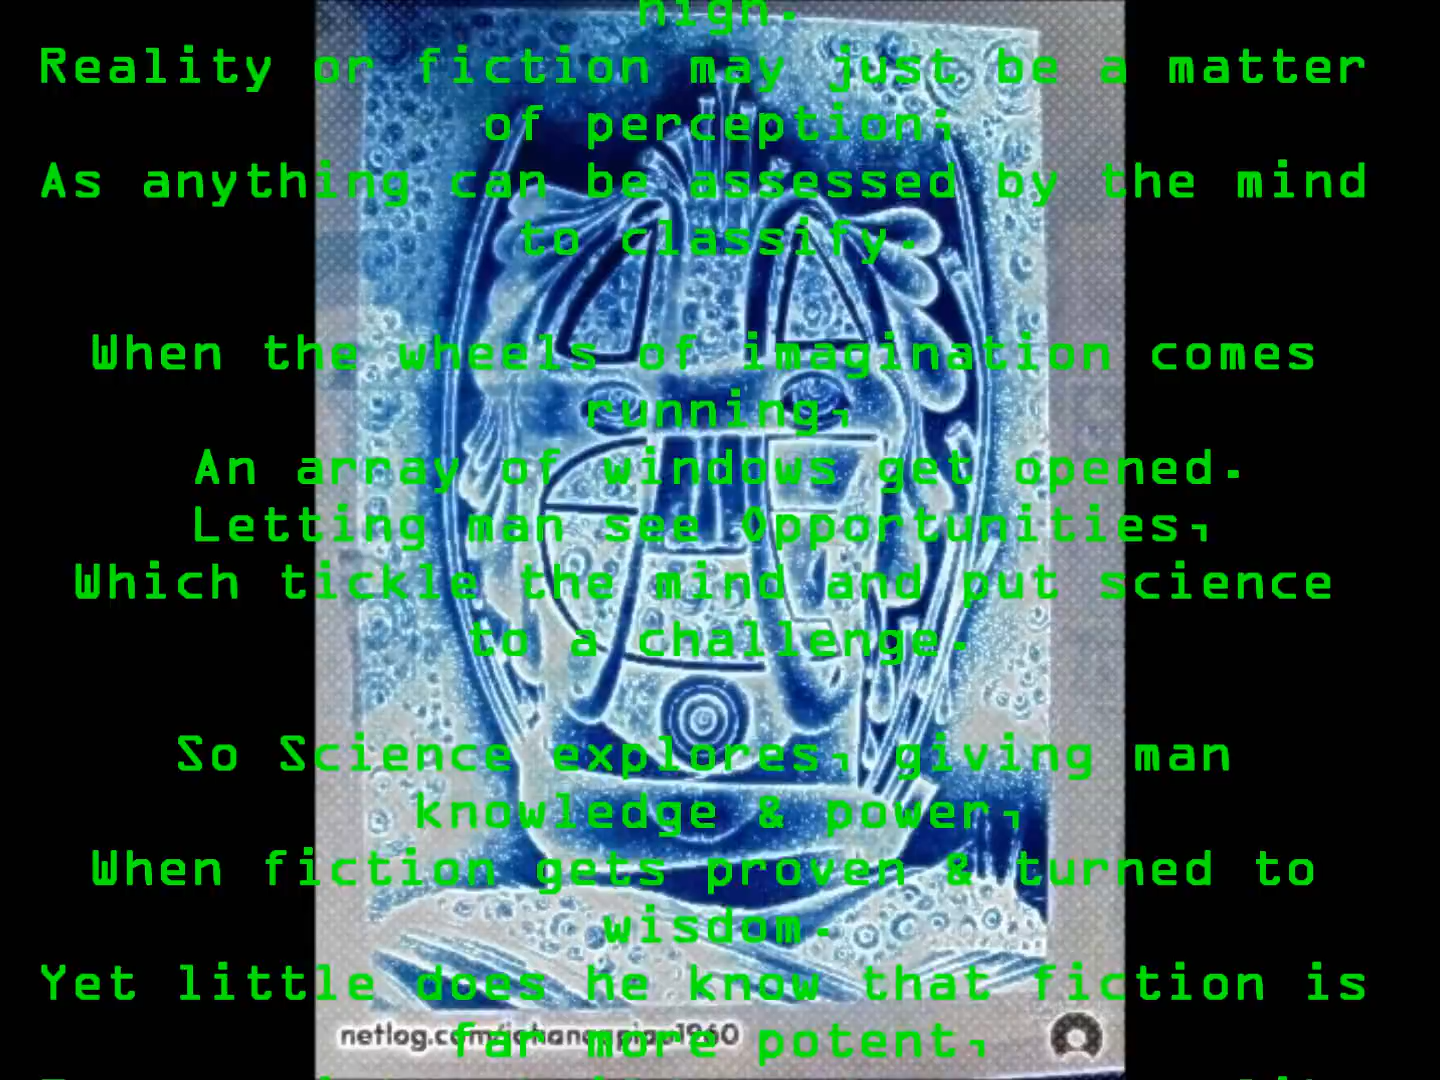 Reality or fiction may just be a matter
of perception;
As anything can be assessed by the mind
to classify.
When the wheels of imagination comes
running,
An array of windows get opened.
Letting man see Opportunities,
Which tickle the mind and put science
to a challenge.
So Science explores, giving man
knowledge & power,
When fiction gets proven & turned to
wisdom.
Yet little does he know that fiction is
far more potent,